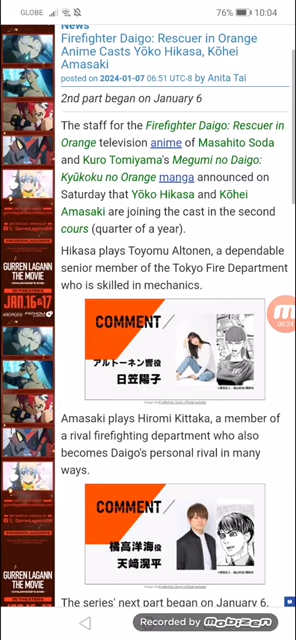 GLOBE
76% 10:04
News
Firefighter Daigo: Rescuer in Orange
Anime Casts Yōko Hikasa, Kōhei
Amasaki
posted on 2024-01-07 06:51 UTC-8 by Anita Tai
2nd part began on January 6
The staff for the Firefighter Daigo: Rescuer in
Orange television anime of Masahito Soda
and Kuro Tomiyama's Megumi no Daigo:
Kyūkoku no Orange manga announced on
Saturday that Yōko Hikasa and Kōhei
Amasaki are joining the cast in the second
cours (quarter of a year).
Hikasa plays Toyomu Altonen, a dependable
senior member of the Tokyo Fire Department
who is skilled in mechanics.
COMMENT
アルトーネン響役
日笠陽子
Amasaki plays Hiromi Kittaka, a member of
a rival firefighting department who also
becomes Daigo's personal rival in many
ways.
COMMENT
橘高洋海役
天﨑滉平
The series' next part began on January 6.
GURREN LAGANN
THE MOVIE
IN THEATERS
JAN.16&17
GURREN LAGANN
THE MOVIE
00:24
Recorded by mobizen